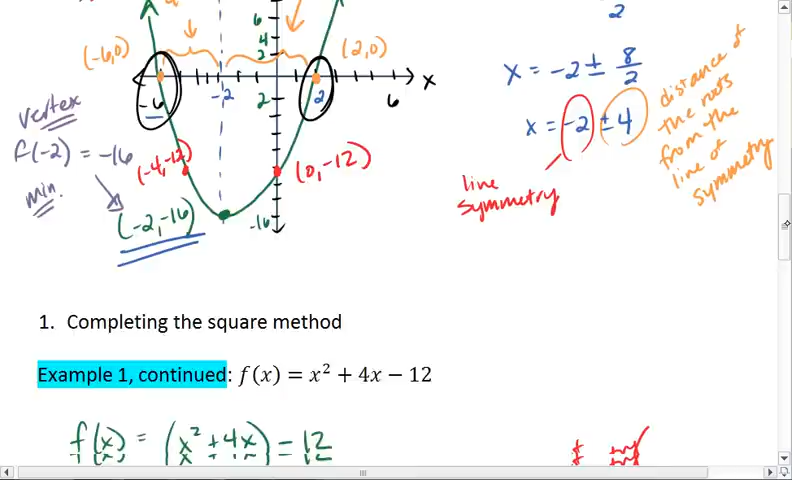 6
4
2
(-6,0)
(2,0)
x
-6
-2
2
2
6
vertex
f(-2) = -16
min.
(-4,-12)
(0,-12)
(-2,-16)
-16
2
x = -2 ± 8/2
x = -2 ± 4
line
symmetry
distance of
the roots
from the
line of
symmetry
1. Completing the square method
Example 1, continued: f(x) = x² + 4x − 12
f(x) = (x² + 4x) = 12